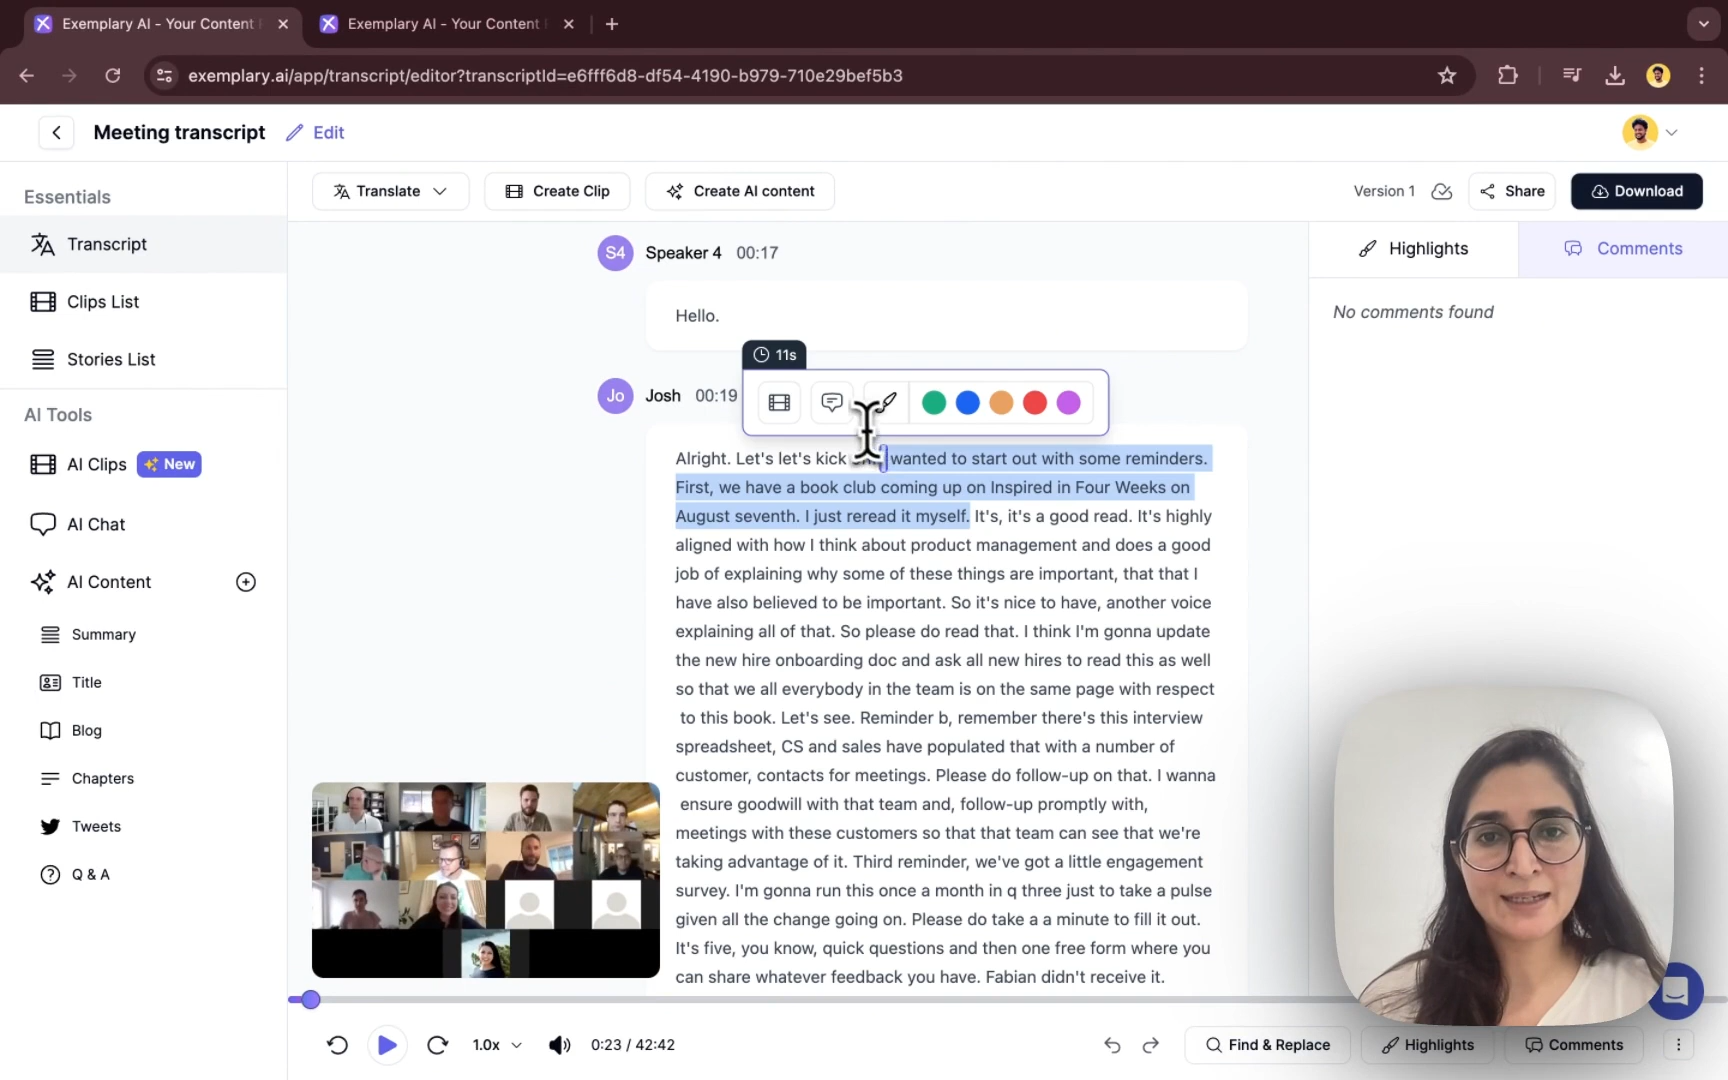 Exemplary AI - Your Content
Exemplary AI - Your Content
exemplary.ai/app/transcript/editor?transcriptId=e6fff6d8-df54-4190-b979-710e29bef5b3
Meeting transcript
Edit
Essentials
Transcript
Clips List
Stories List
AI Tools
AI Clips
New
AI Chat
AI Content
Summary
Title
Blog
Chapters
Tweets
Q & A
Translate
Create Clip
Create AI content
Version 1
Share
Download
S4
Speaker 4
00:17
Hello.
11s
Jo
Josh
00:19
Alright. Let's let's kick wanted to start out with some reminders.
First, we have a book club coming up on Inspired in Four Weeks on
August seventh. I just reread it myself. It's, it's a good read. It's highly
aligned with how I think about product management and does a good
job of explaining why some of these things are important, that that I
have also believed to be important. So it's nice to have, another voice
explaining all of that. So please do read that. I think I'm gonna update
the new hire onboarding doc and ask all new hires to read this as well
so that we all everybody in the team is on the same page with respect
to this book. Let's see. Reminder b, remember there's this interview
spreadsheet, CS and sales have populated that with a number of
customer, contacts for meetings. Please do follow-up on that. I wanna
ensure goodwill with that team and, follow-up promptly with,
meetings with these customers so that that team can see that we're
taking advantage of it. Third reminder, we've got a little engagement
survey. I'm gonna run this once a month in q three just to take a pulse
given all the change going on. Please do take a a minute to fill it out.
It's five, you know, quick questions and then one free form where you
can share whatever feedback you have. Fabian didn't receive it.
Highlights
Comments
No comments found
1.0x
0:23 / 42:42
Find & Replace
Highlights
Comments